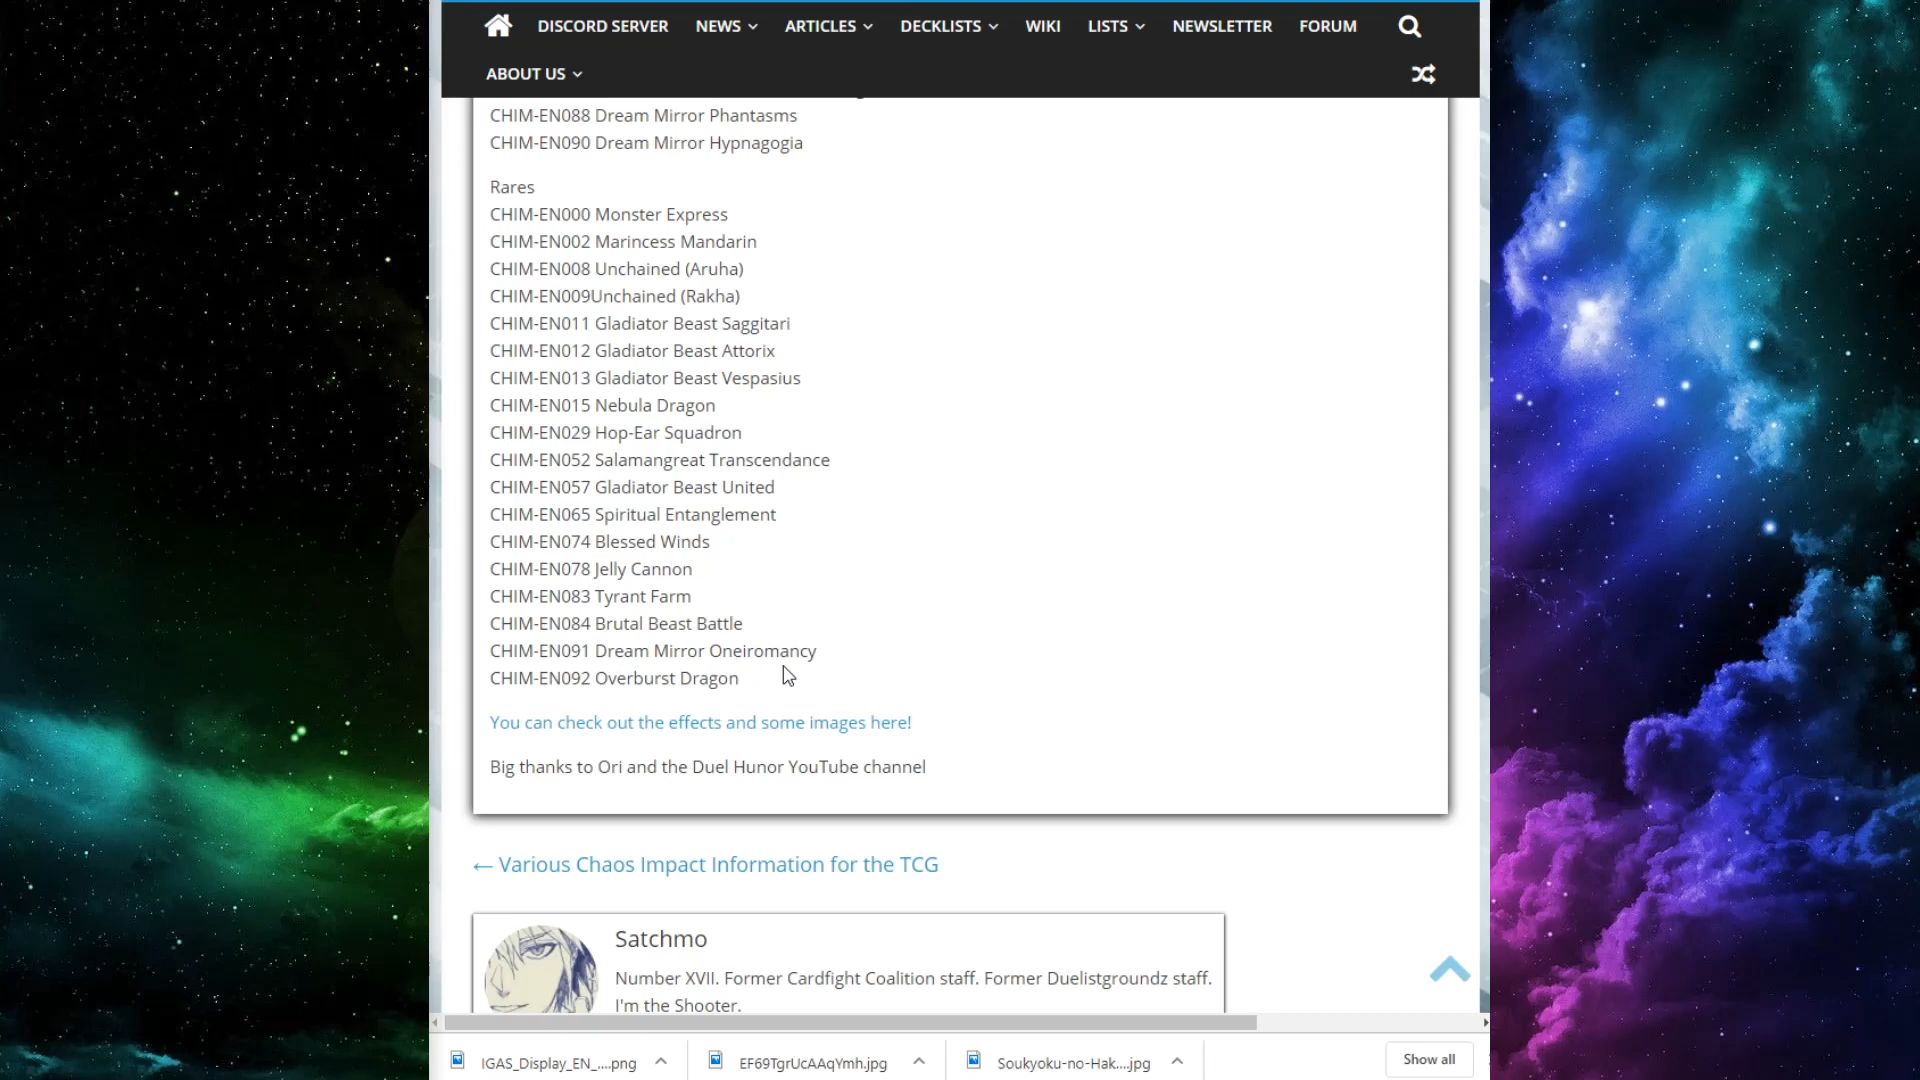 DISCORD SERVER NEWS ARTICLES DECKLISTS WIKI LISTS NEWSLETTER FORUM
ABOUT US
CHIM-EN088 Dream Mirror Phantasms
CHIM-EN090 Dream Mirror Hypnagogia
Rares
CHIM-EN000 Monster Express
CHIM-EN002 Marincess Mandarin
CHIM-EN008 Unchained (Aruha)
CHIM-EN009Unchained (Rakha)
CHIM-EN011 Gladiator Beast Saggitari
CHIM-EN012 Gladiator Beast Attorix
CHIM-EN013 Gladiator Beast Vespasius
CHIM-EN015 Nebula Dragon
CHIM-EN029 Hop-Ear Squadron
CHIM-EN052 Salamangreat Transcendance
CHIM-EN057 Gladiator Beast United
CHIM-EN065 Spiritual Entanglement
CHIM-EN074 Blessed Winds
CHIM-EN078 Jelly Cannon
CHIM-EN083 Tyrant Farm
CHIM-EN084 Brutal Beast Battle
CHIM-EN091 Dream Mirror Oneiromancy
CHIM-EN092 Overburst Dragon
You can check out the effects and some images here!
Big thanks to Ori and the Duel Hunor YouTube channel
← Various Chaos Impact Information for the TCG
Satchmo
Number XVII. Former Cardfight Coalition staff. Former Duelistgroundz staff.
I'm the Shooter.
IGAS_Display_EN_....png EF69TgrUcAAqYmh.jpg Soukyoku-no-Hak....jpg Show all